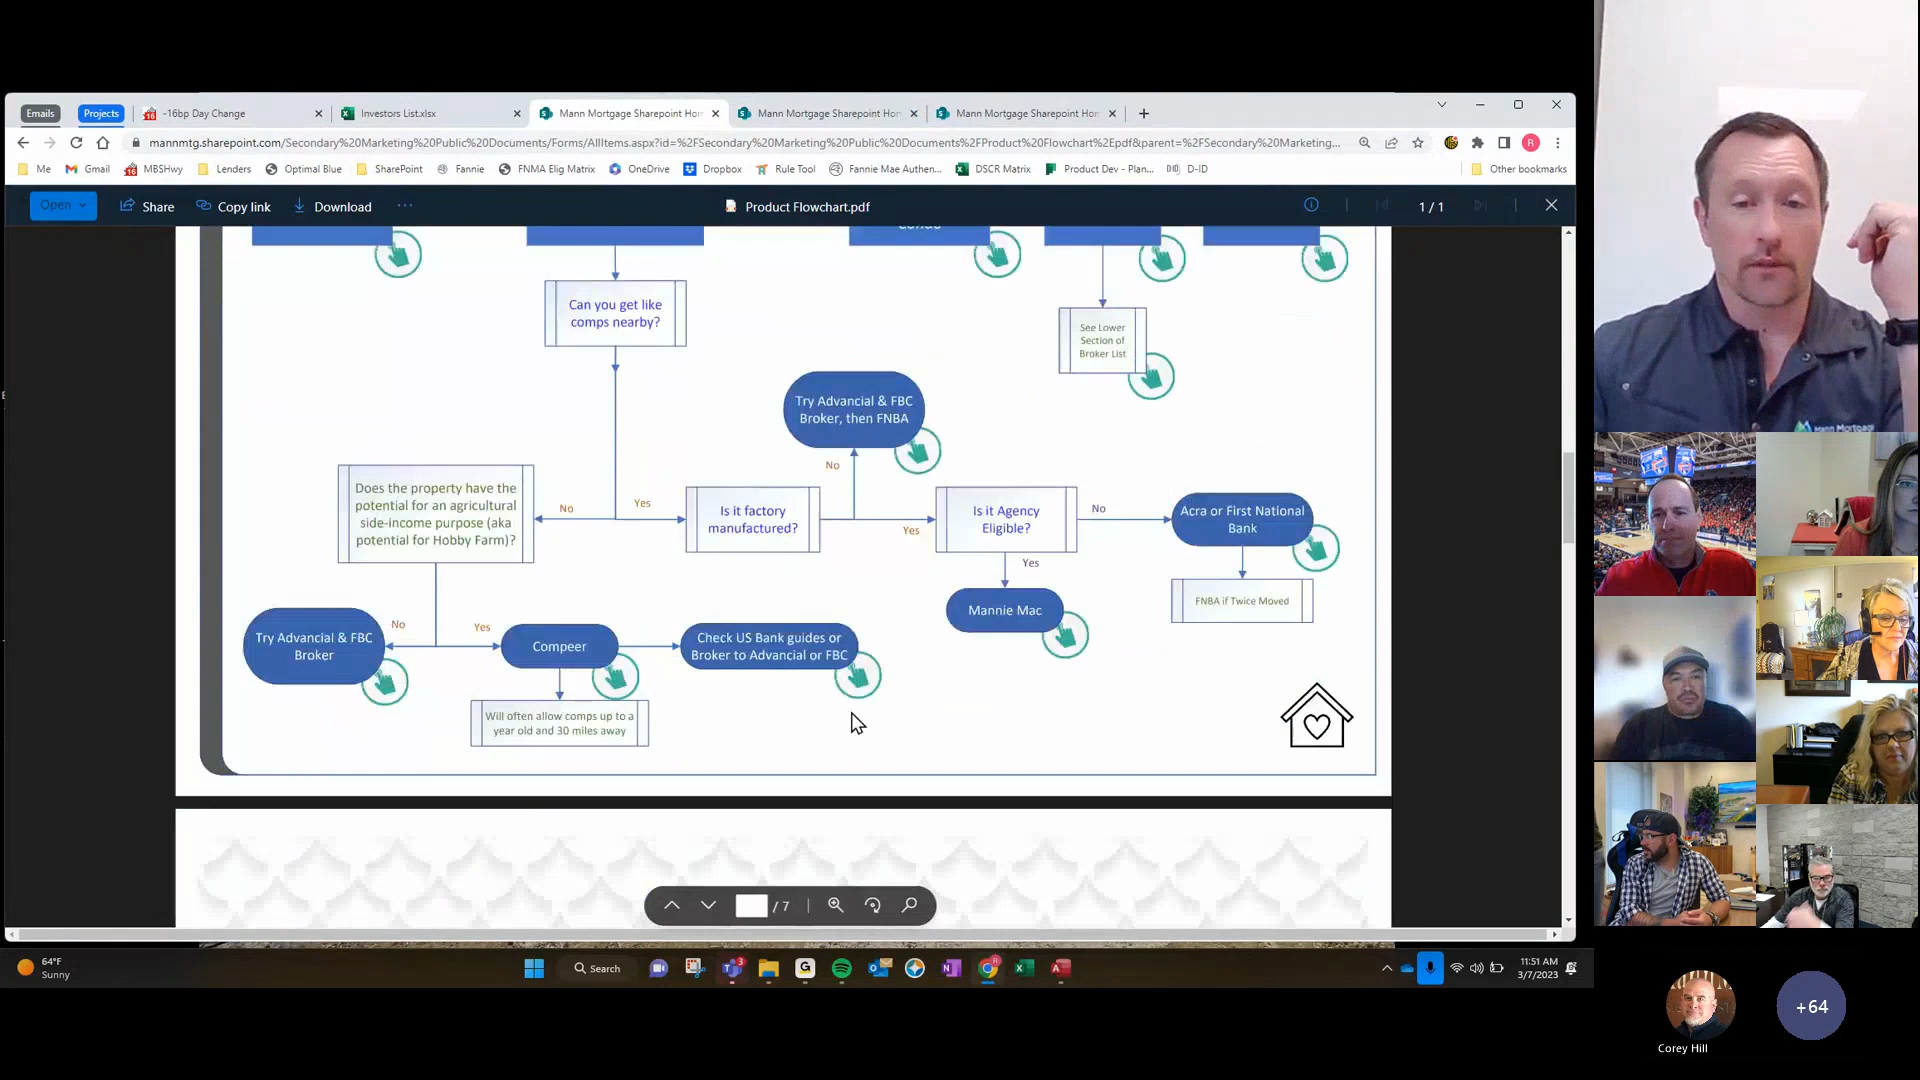 Emails
Projects
-16bp Day Change
Investors List.xlsx
Mann Mortgage Sharepoint Hor
Mann Mortgage Sharepoint Hon
Mann Mortgage Sharepoint Hor
mannmtg.sharepoint.com/Secondary%20Marketing%20Public%20Documents/Forms/AllItems.aspx?id=%2FSecondary%20Marketing%20Public%20Documents%2FProduct%20Flowchart%2Epdf&parent=%2FSecondary%20Marketing...
R
Me
Gmail
MBSHwy
Lenders
Optimal Blue
SharePoint
Fannie
FNMA Elig Matrix
OneDrive
Dropbox
Rule Tool
Fannie Mae Authen...
DSCR Matrix
Product Dev - Plan...
D-ID
Other bookmarks
Open
Share
Copy link
Download
Product Flowchart.pdf
1 / 1
Can you get like
comps nearby?
See Lower
Section of
Broker List
Try Advancial & FBC
Broker, then FNBA
No
Does the property have the
potential for an agricultural
side-income purpose (aka
potential for Hobby Farm)?
No
Yes
Is it factory
manufactured?
Yes
Is it Agency
Eligible?
No
Acra or First National
Bank
Yes
FNBA if Twice Moved
Mannie Mac
No
Yes
Try Advancial & FBC
Broker
Compeer
Check US Bank guides or
Broker to Advancial or FBC
Will often allow comps up to a
year old and 30 miles away
/ 7
64°F
Sunny
Search
11:51 AM
3/7/2023
Mann Mortgage
+64
Corey Hill